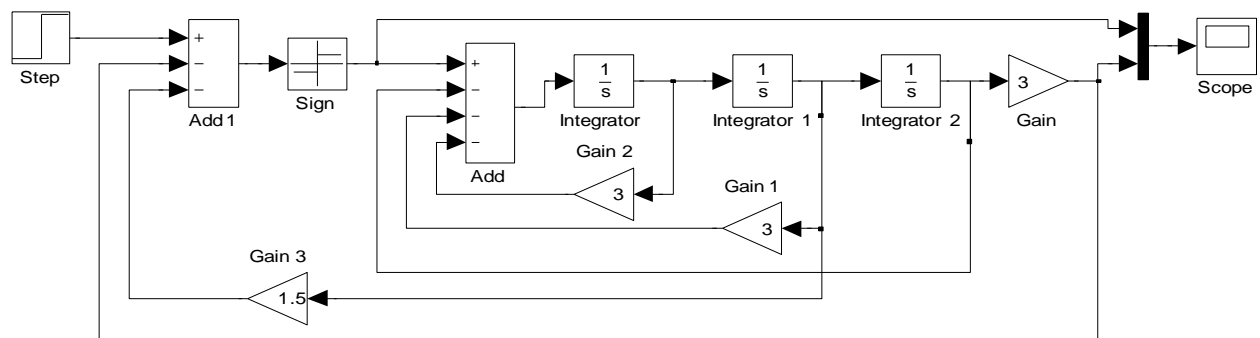 Step
+
−
−
Add 1
Sign
+
−
−
−
Add
1
s
Integrator
1
s
Integrator 1
1
s
Integrator 2
3
Gain
Scope
Gain 2
3
Gain 1
3
Gain 3
1.5